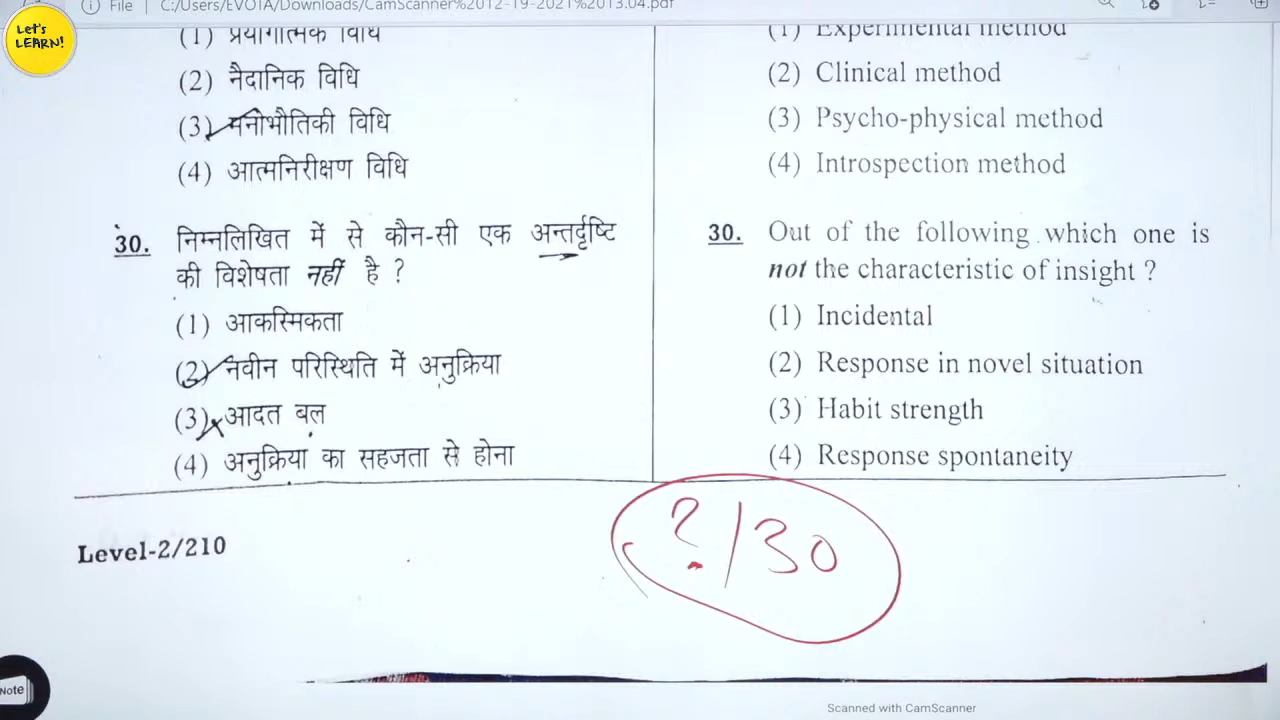 File | C:/Users/EVOTA/Downloads/CamScanner%2012-19-2021%2013.04.pdf
Let's
LEARN!
(1) प्रयोगात्मक विधि
(2) नैदानिक विधि
(3) मनोभौतिकी विधि
(4) आत्मनिरीक्षण विधि
30. निम्नलिखित में से कौन-सी एक अन्तर्दृष्टि
की विशेषता नहीं है ?
(1) आकस्मिकता
(2) नवीन परिस्थिति में अनुक्रिया
(3) आदत बल
(4) अनुक्रिया का सहजता से होना
(1) Experimental method
(2) Clinical method
(3) Psycho-physical method
(4) Introspection method
30. Out of the following which one is
not the characteristic of insight ?
(1) Incidental
(2) Response in novel situation
(3) Habit strength
(4) Response spontaneity
? / 30
Level-2/210
Note
Scanned with CamScanner